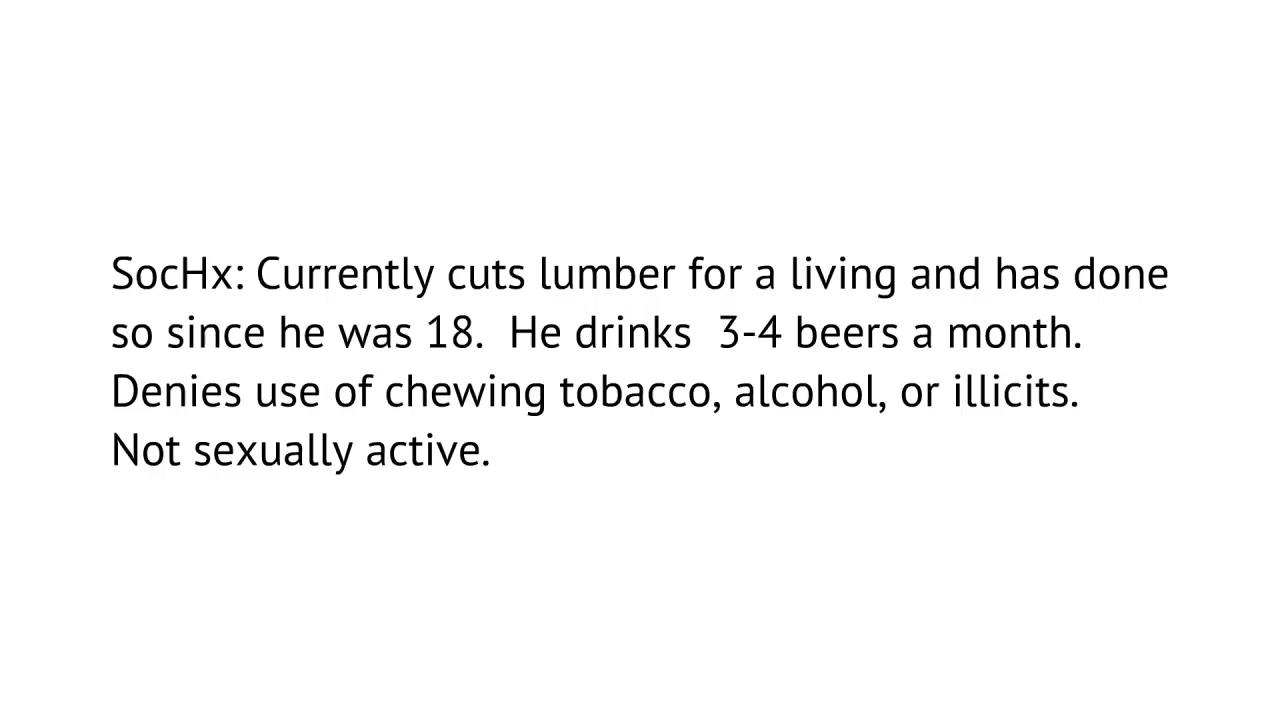 SocHx: Currently cuts lumber for a living and has done
so since he was 18.  He drinks  3-4 beers a month.
Denies use of chewing tobacco, alcohol, or illicits.
Not sexually active.